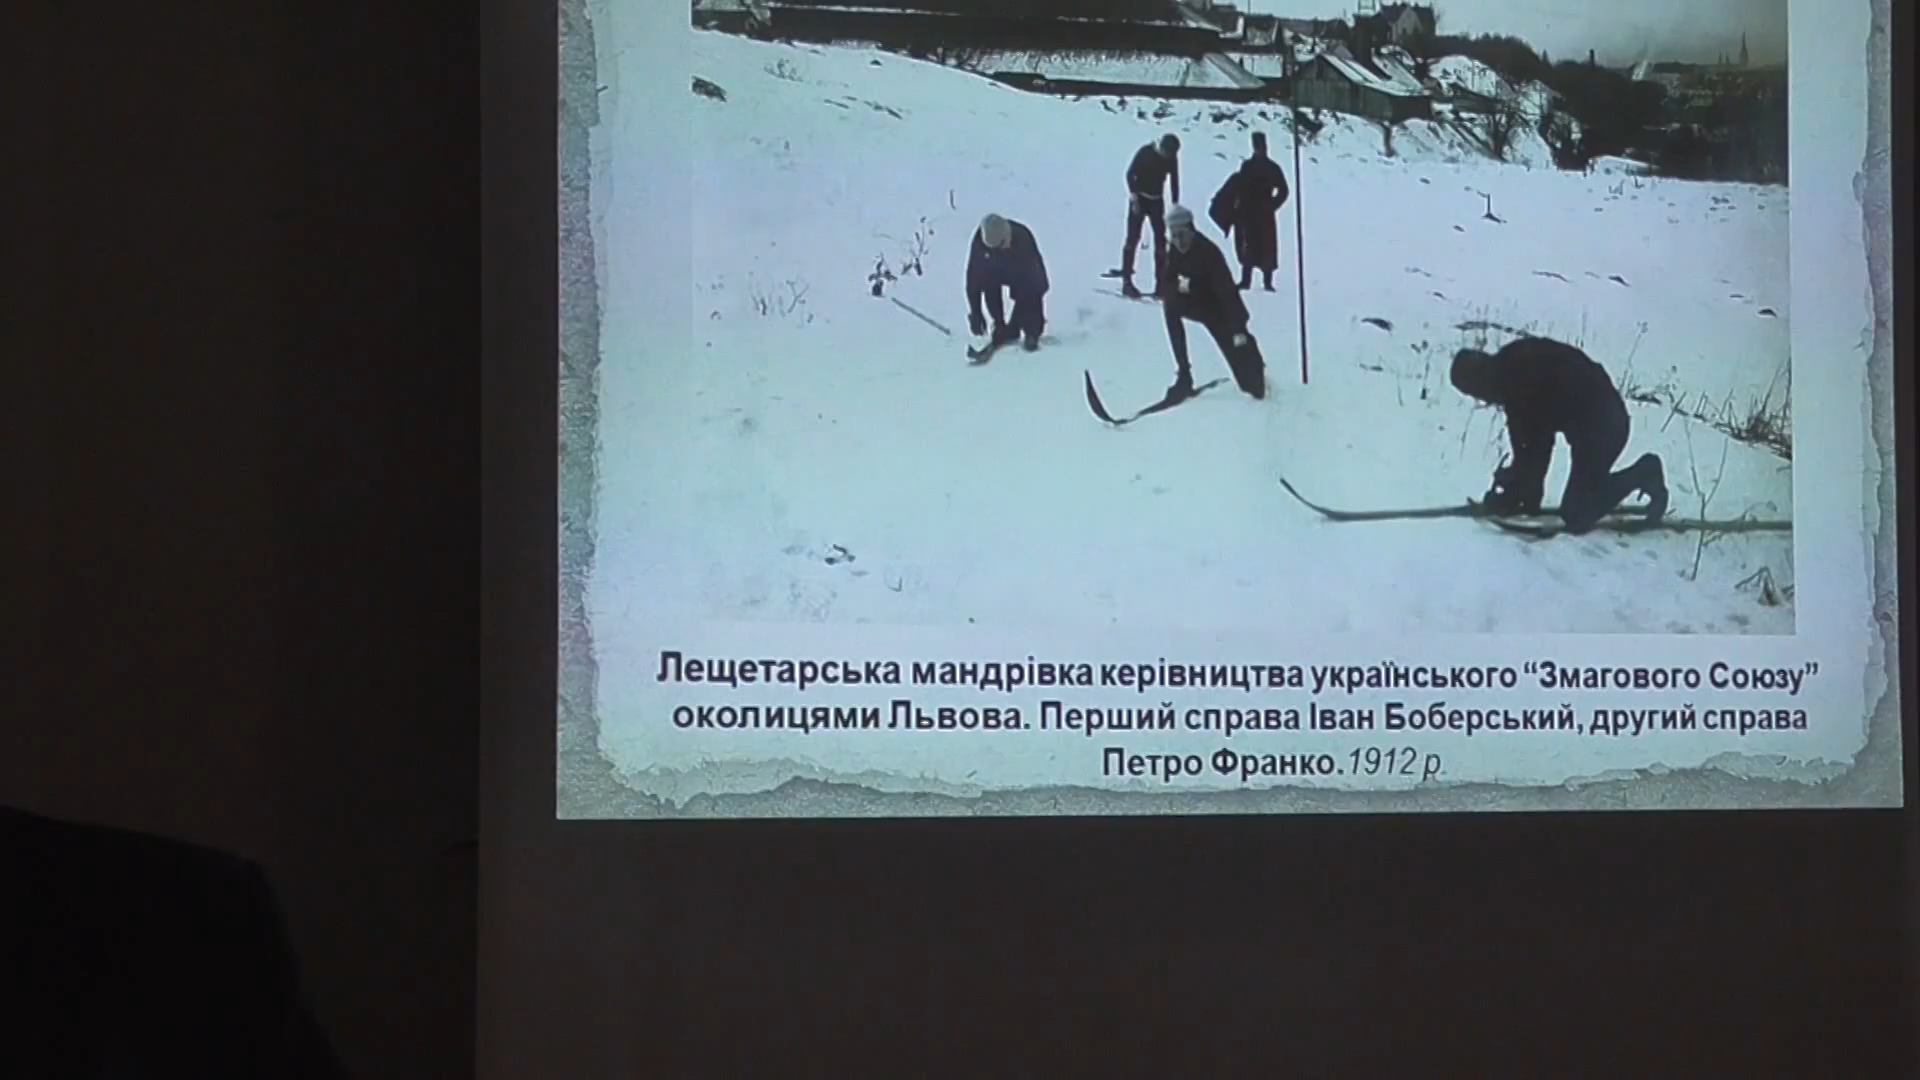 Лещетарська мандрівка керівництва українського “Змагового Союзу”
околицями Львова. Перший справа Іван Боберський, другий справа
Петро Франко. 1912 р.